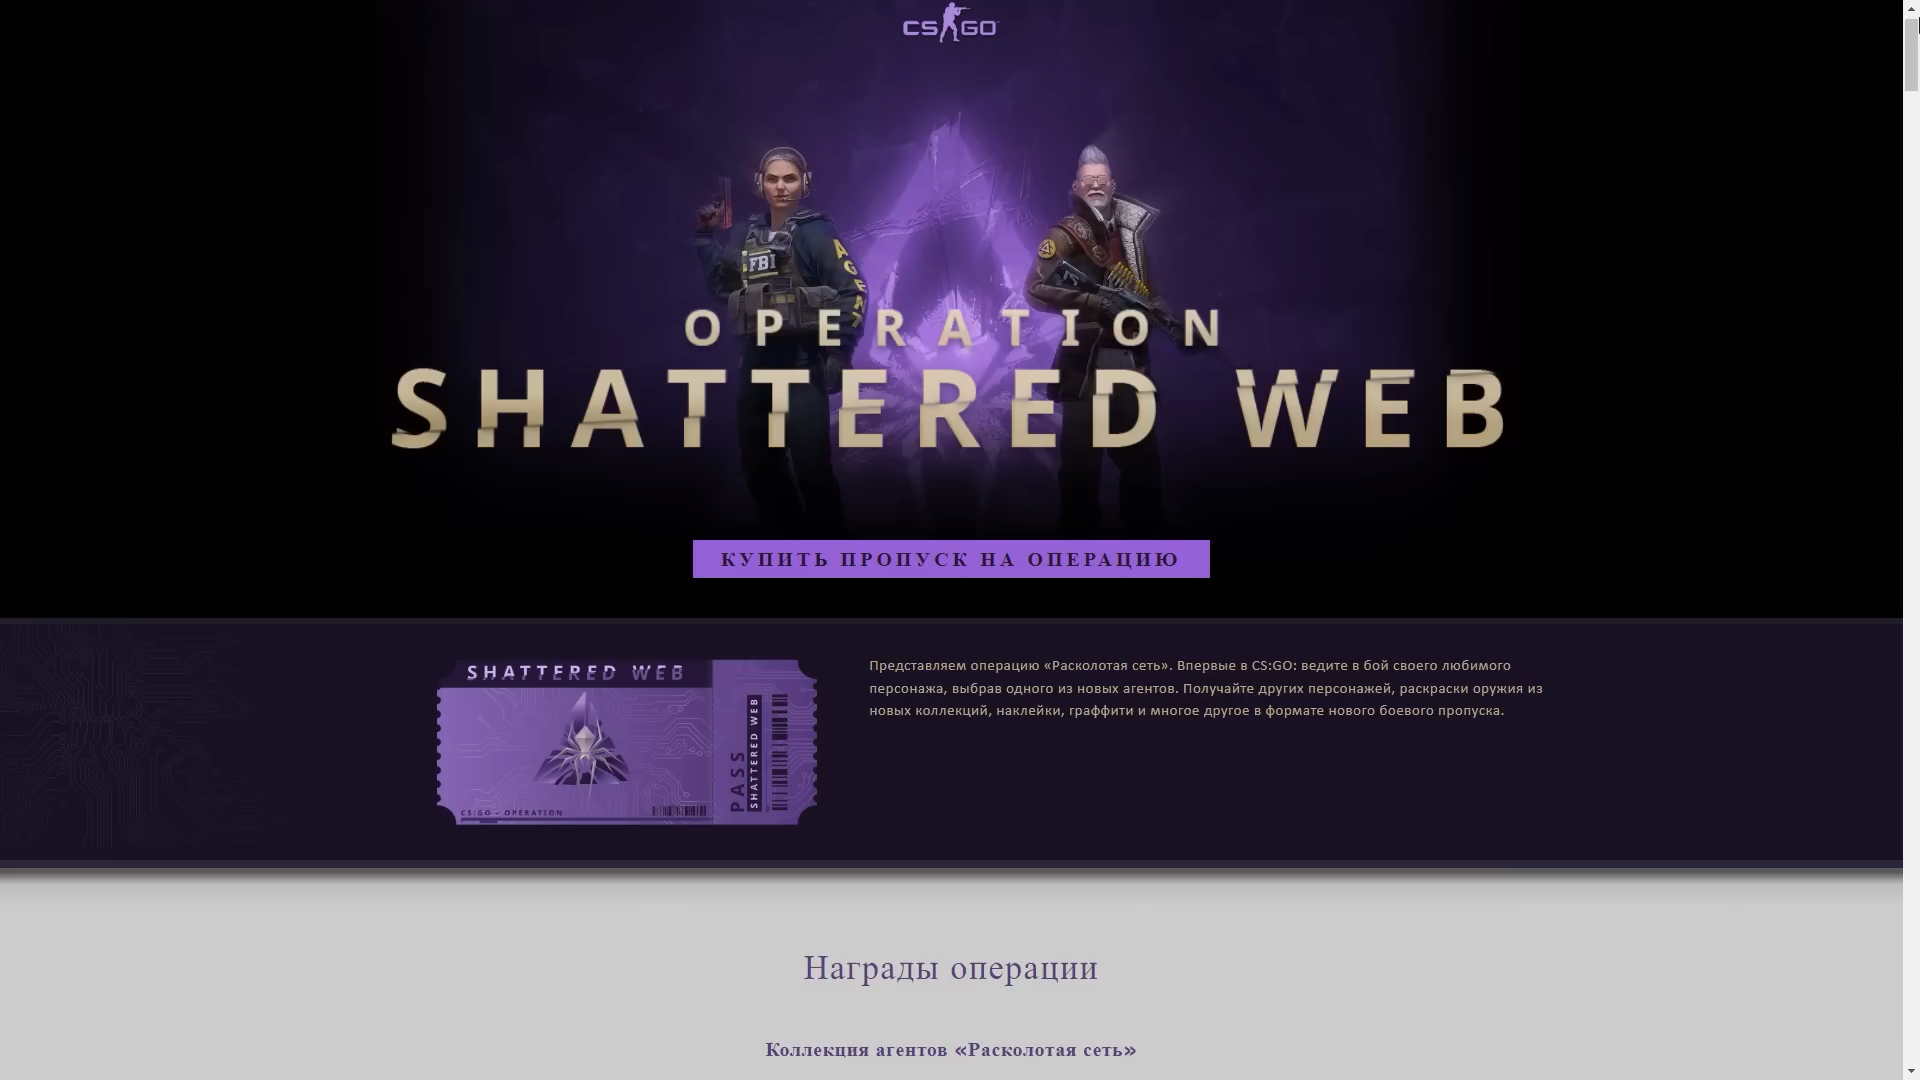 CS GO
FBI
AGENT
OPERATION
SHATTERED WEB
КУПИТЬ ПРОПУСК НА ОПЕРАЦИЮ
SHATTERED WEB
PASS
SHATTERED WEB
CS:GO - OPERATION
Представляем операцию «Расколотая сеть». Впервые в CS:GO: ведите в бой своего любимого
персонажа, выбрав одного из новых агентов. Получайте других персонажей, раскраски оружия из
новых коллекций, наклейки, граффити и многое другое в формате нового боевого пропуска.
Награды операции
Коллекция агентов «Расколотая сеть»